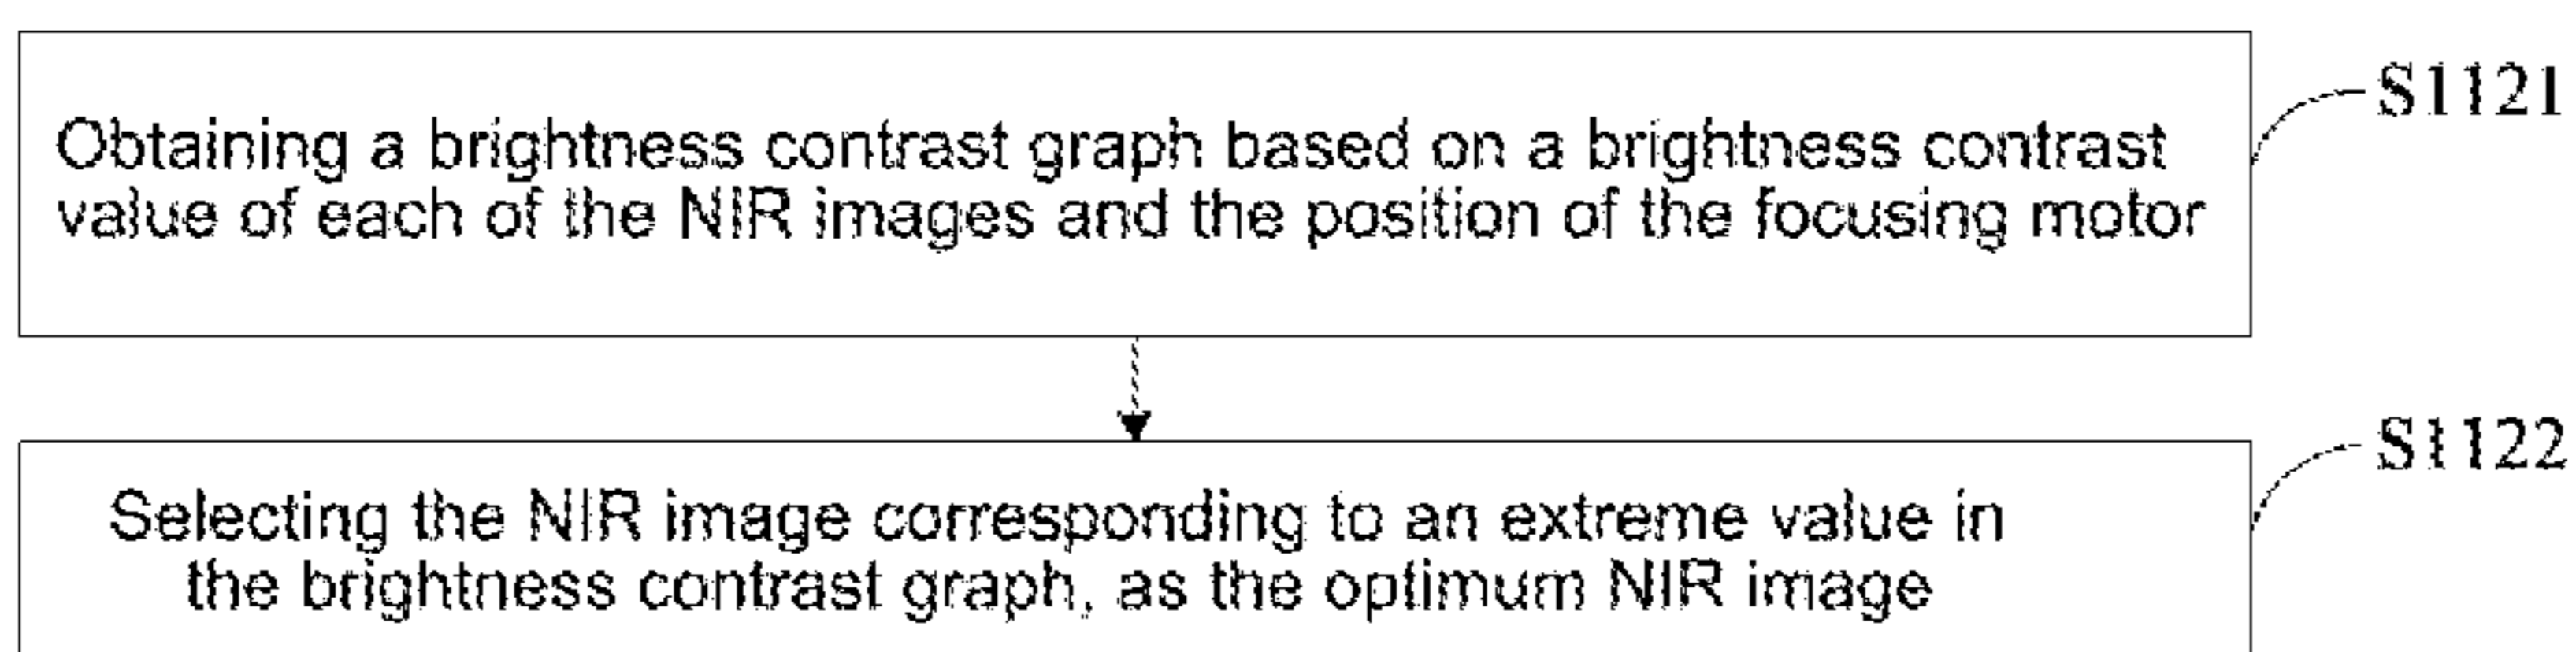 Obtaining a brightness contrast graph based on a brightness contrast
value of each of the NIR images and the position of the focusing motor
S1121
Selecting the NIR image corresponding to an extreme value in
the brightness contrast graph, as the optimum NIR image
S1122